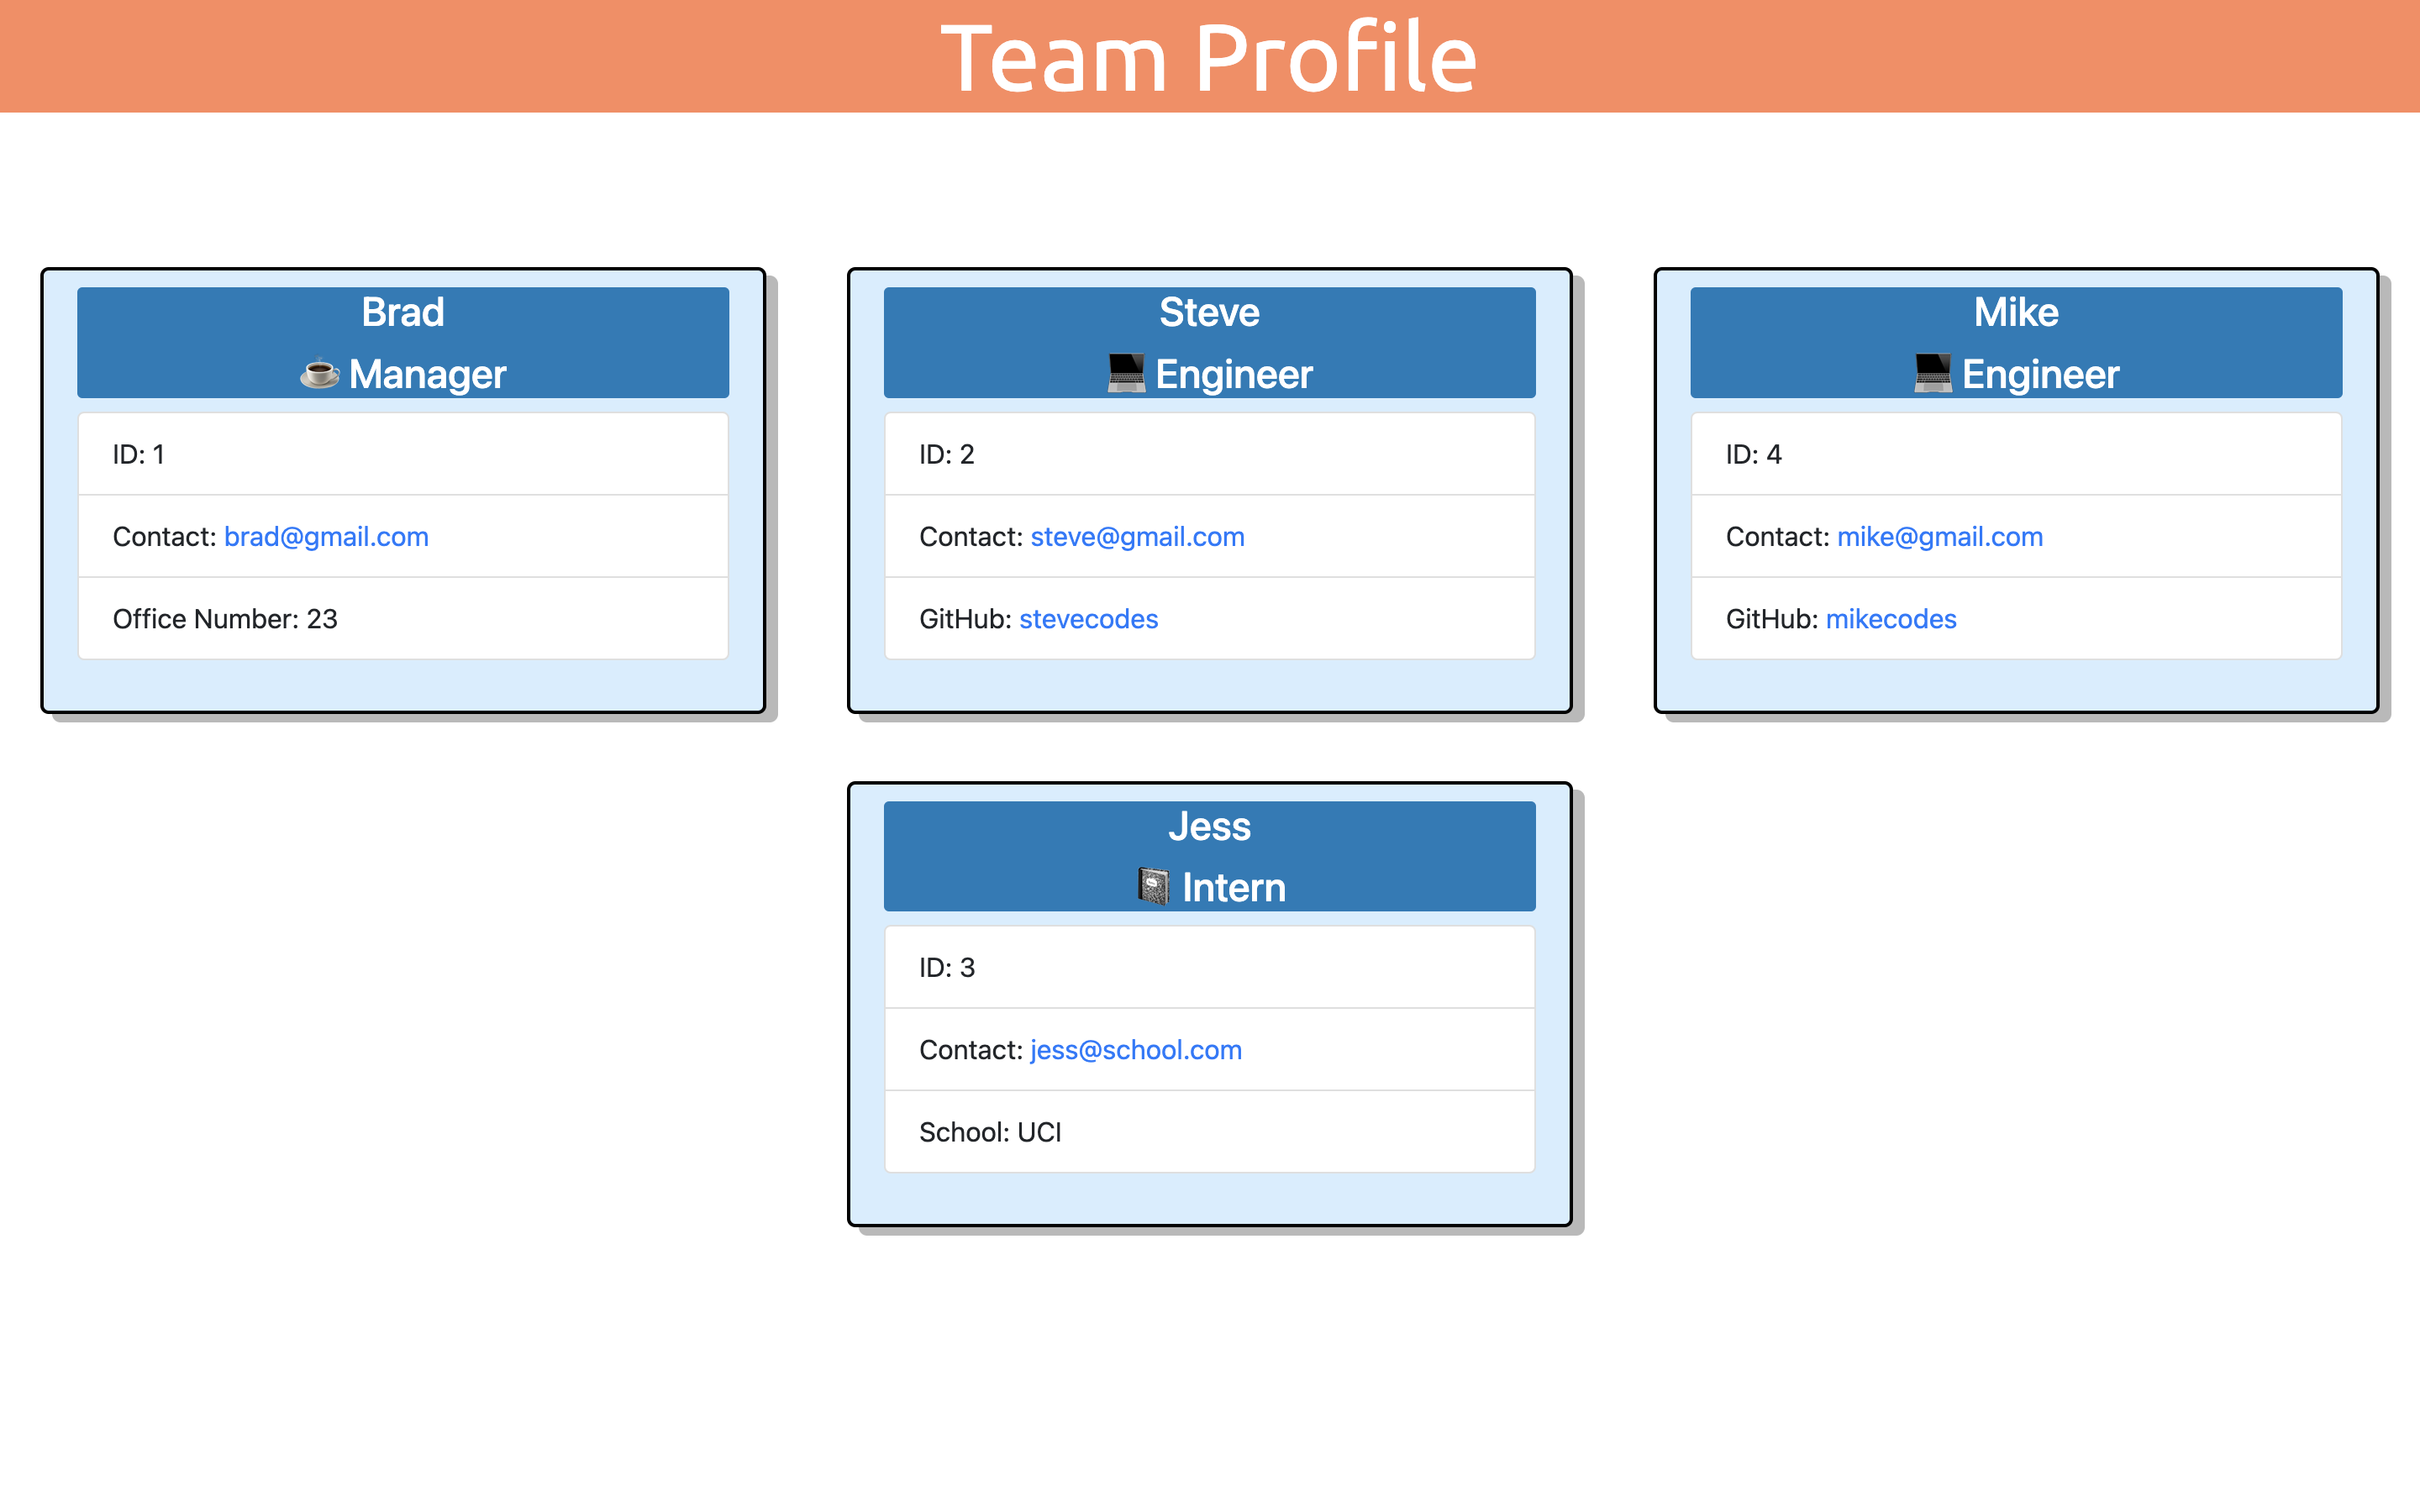 Team Profile
Brad
☕ Manager
ID: 1
Contact: brad@gmail.com
Office Number: 23
Steve
💻 Engineer
ID: 2
Contact: steve@gmail.com
GitHub: stevecodes
Mike
💻 Engineer
ID: 4
Contact: mike@gmail.com
GitHub: mikecodes
Jess
📓 Intern
ID: 3
Contact: jess@school.com
School: UCI